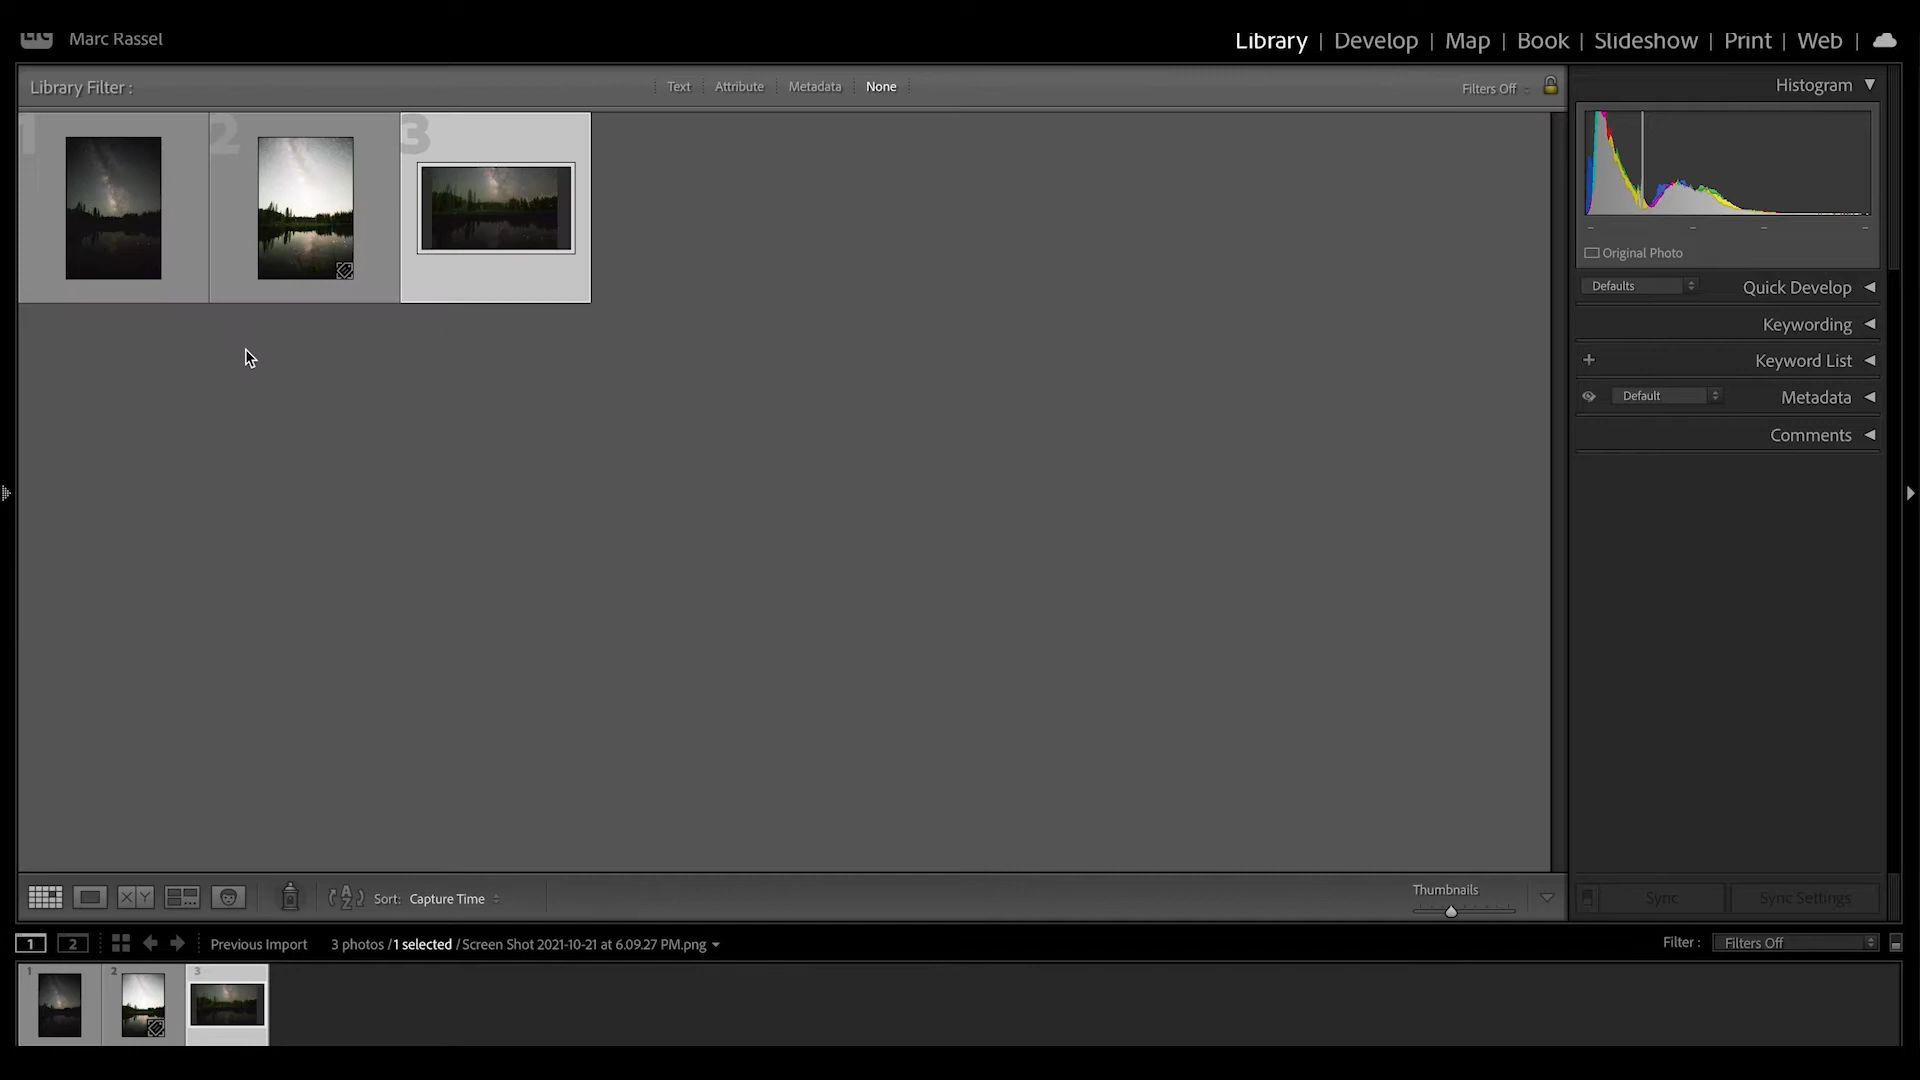 LrC Marc Rassel
Library | Develop | Map | Book | Slideshow | Print | Web |
Library Filter : Text Attribute Metadata None Filters Off
Histogram
1 2 3
Original Photo
Defaults Quick Develop
Keywording
+ Keyword List
Default Metadata
Comments
XY Sort: Capture Time Thumbnails
Sync Sync Settings
1 2 Previous Import 3 photos / 1 selected / Screen Shot 2021-10-21 at 6.09.27 PM.png Filter : Filters Off
1 2 3